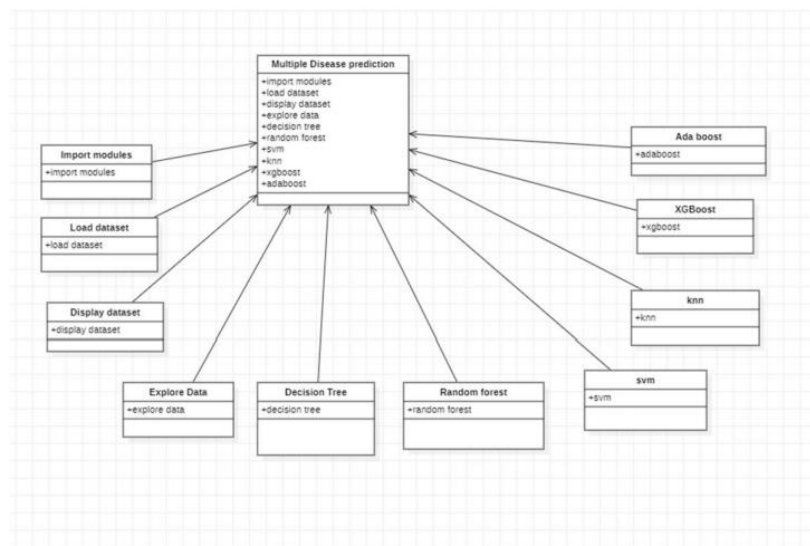 Multiple Disease prediction
+import modules
+load dataset
+display dataset
+explore data
+decision tree
+random forest
+svm
+knn
+xgboost
+adaboost
Import modules
+import modules
Load dataset
+load dataset
Display dataset
+display dataset
Explore Data
+explore data
Decision Tree
+decision tree
Random forest
+random forest
svm
+svm
knn
+knn
XGBoost
+xgboost
Ada boost
+adaboost